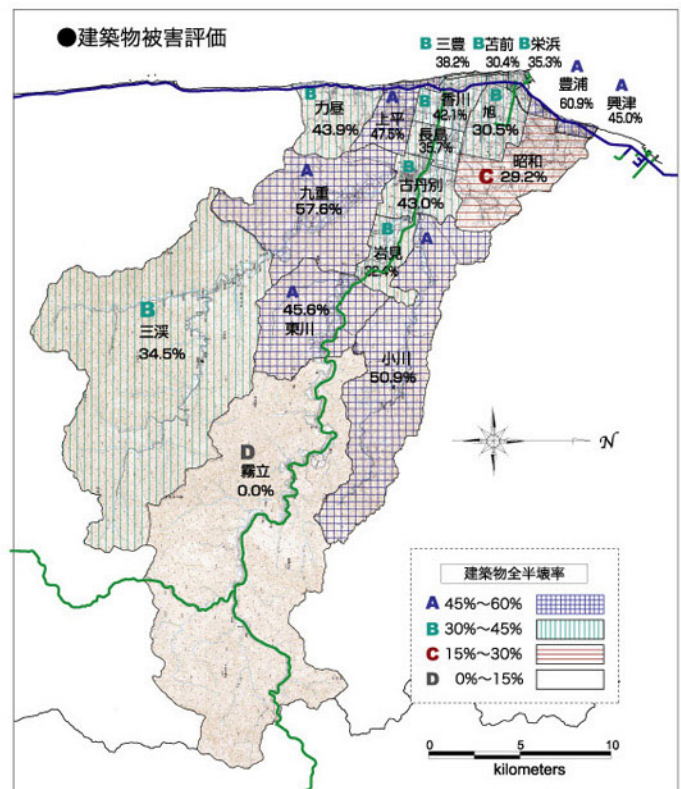 ●建築物被害評価
B 三豊 B 苫前 B 栄浜
38.2% 30.4% 35.3%
A
豊浦
60.9%
A
興津
45.0%
B
力昼
43.9%
A
上平
47.5%
B
香川
42.1%
B
旭
30.5%
長島
35.7%
昭和
C 29.2%
B
古丹別
43.0%
A
九重
57.6%
B
岩見
A
A
45.6%
東川
B
三渓
34.5%
小川
50.9%
N
D
霧立
0.0%
建築物全半壊率
A 45%~60%
B 30%~45%
C 15%~30%
D 0%~15%
0 5 10
kilometers